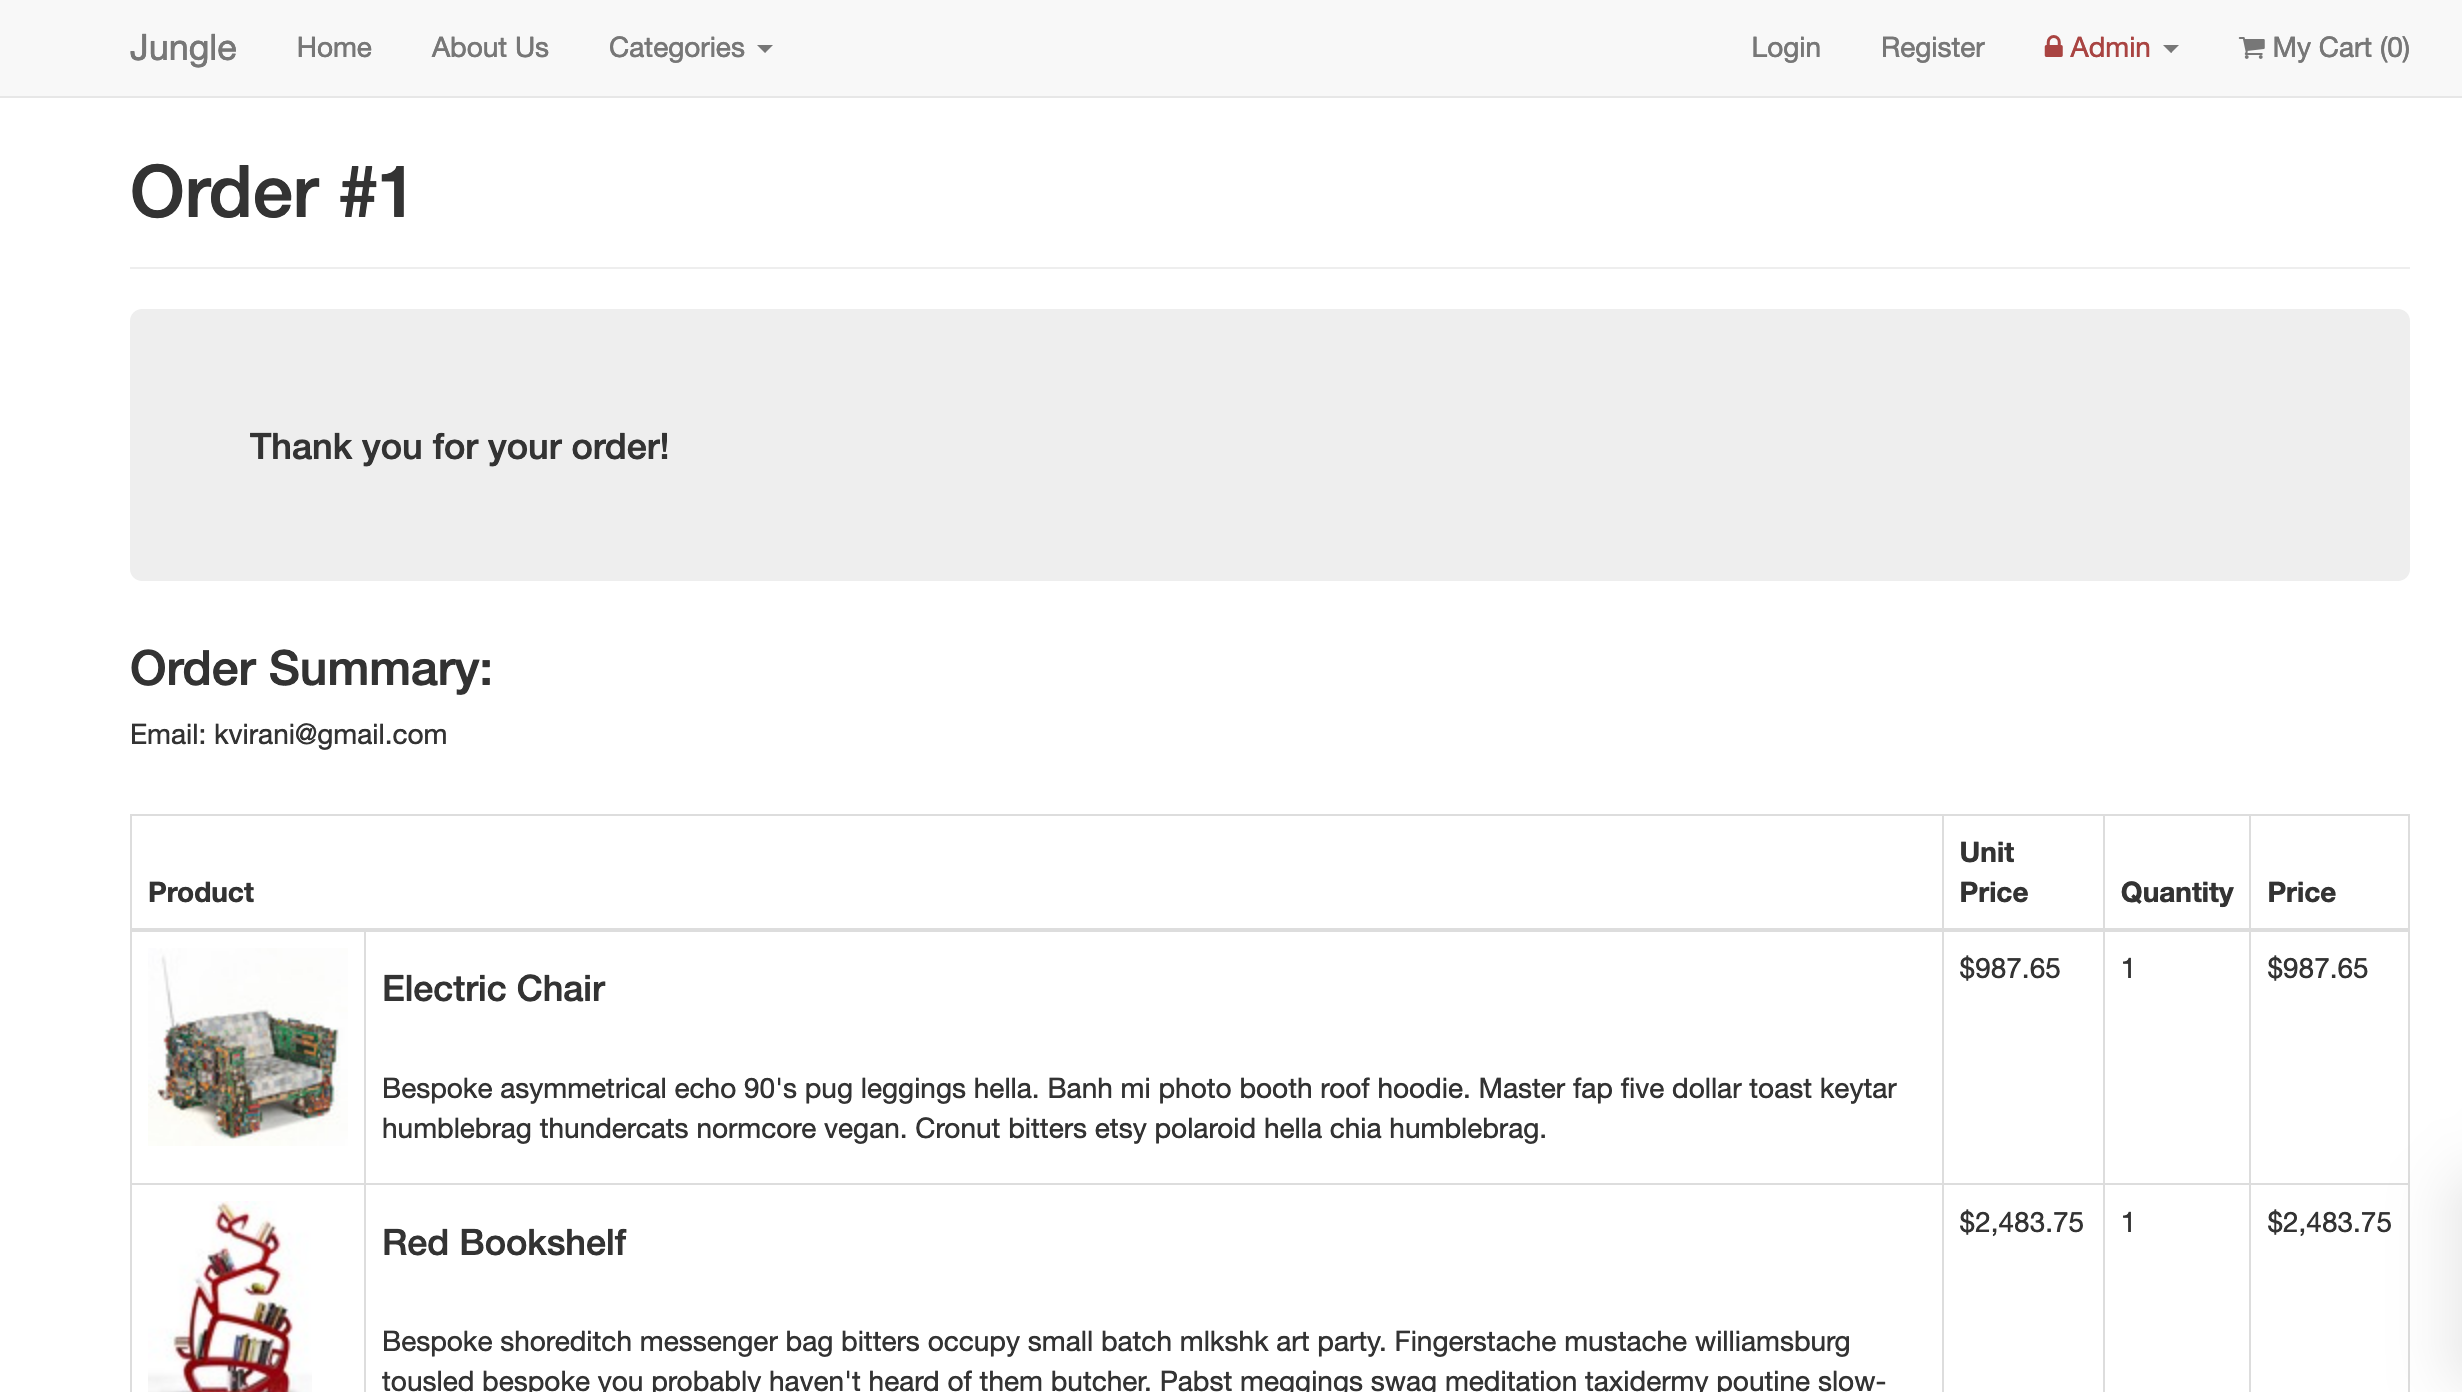 Jungle Home About Us Categories Login Register Admin My Cart (0)
Order #1
Thank you for your order!
Order Summary:
Email: kvirani@gmail.com
Product Unit Price Quantity Price
Electric Chair $987.65 1 $987.65
Bespoke asymmetrical echo 90's pug leggings hella. Banh mi photo booth roof hoodie. Master fap five dollar toast keytar
humblebrag thundercats normcore vegan. Cronut bitters etsy polaroid hella chia humblebrag.
Red Bookshelf $2,483.75 1 $2,483.75
Bespoke shoreditch messenger bag bitters occupy small batch mlkshk art party. Fingerstache mustache williamsburg
tousled bespoke you probably haven't heard of them butcher. Pabst meggings swag meditation taxidermy poutine slow-